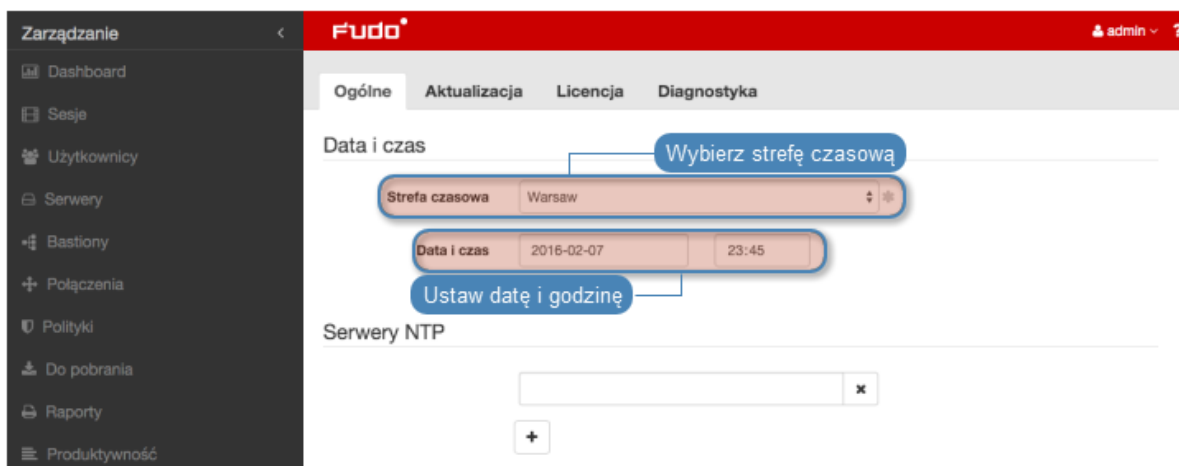 Zarządzanie
Dashboard
Sesje
Użytkownicy
Serwery
Bastiony
Połączenia
Polityki
Do pobrania
Raporty
Produktywność
FUDO
admin ?
Ogólne Aktualizacja Licencja Diagnostyka
Data i czas
Wybierz strefę czasową
Strefa czasowa Warsaw
Data i czas 2016-02-07 23:45
Ustaw datę i godzinę
Serwery NTP